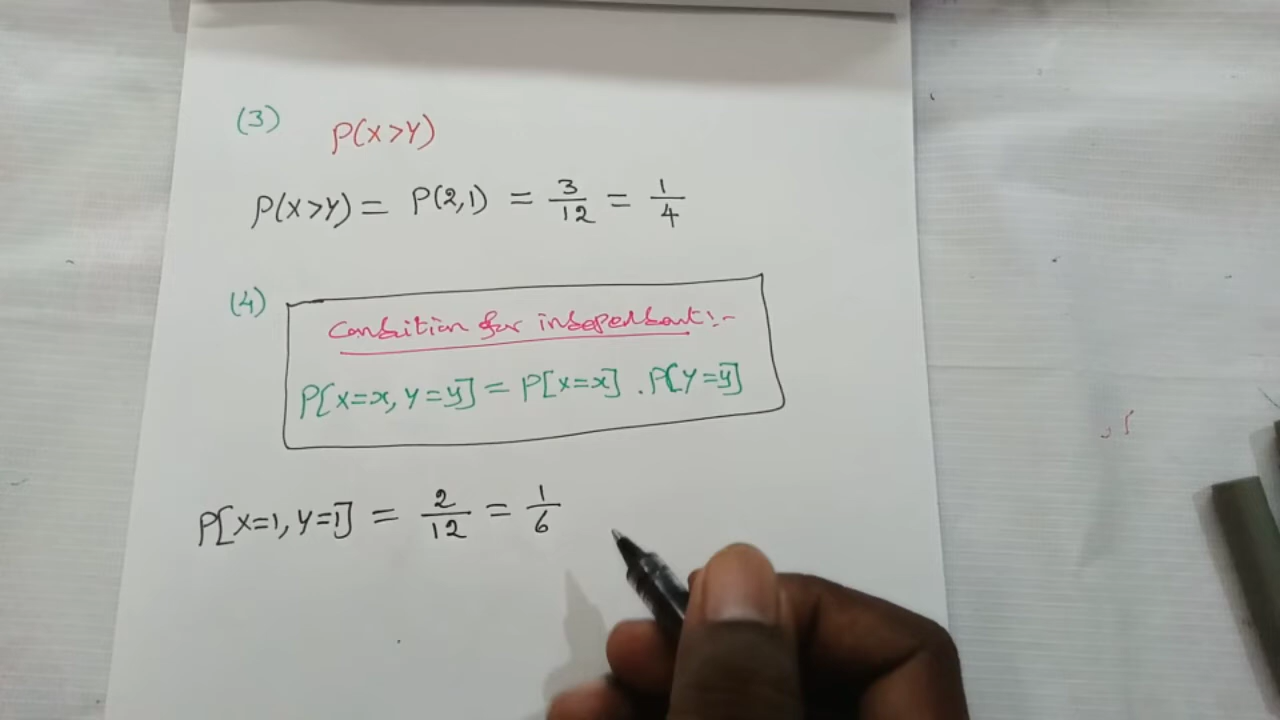 (3) P(X>Y)
P(X>Y) = P(2,1) = 3/12 = 1/4
(4) Condition for independent:-
P[X=x, Y=y] = P[X=x] . P[Y=y]
P[X=1, Y=1] = 2/12 = 1/6